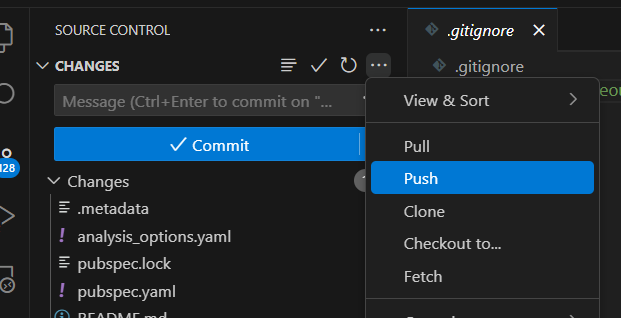 SOURCE CONTROL
.gitignore
CHANGES
.gitignore
Message (Ctrl+Enter to commit on "...
View & Sort
Commit
Pull
Changes
Push
.metadata
Clone
analysis_options.yaml
Checkout to...
pubspec.lock
Fetch
pubspec.yaml
README.md
128